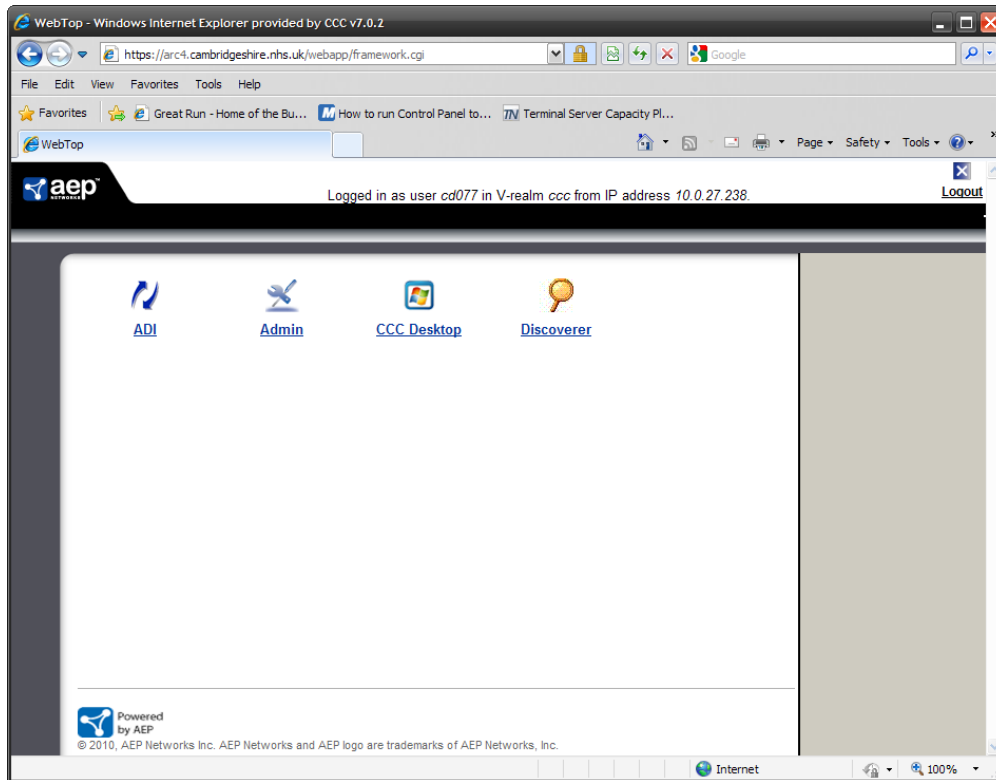 WebTop - Windows Internet Explorer provided by CCC v7.0.2
https://arc4.cambridgeshire.nhs.uk/webapp/framework.cgi
Google
File Edit View Favorites Tools Help
Favorites Great Run - Home of the Bu... How to run Control Panel to... TN Terminal Server Capacity Pl...
WebTop Page Safety Tools
aep
NETWORKS
Logged in as user cd077 in V-realm ccc from IP address 10.0.27.238.
Logout
ADI Admin CCC Desktop Discoverer
Powered
by AEP
© 2010, AEP Networks Inc. AEP Networks and AEP logo are trademarks of AEP Networks, Inc.
Internet 100%